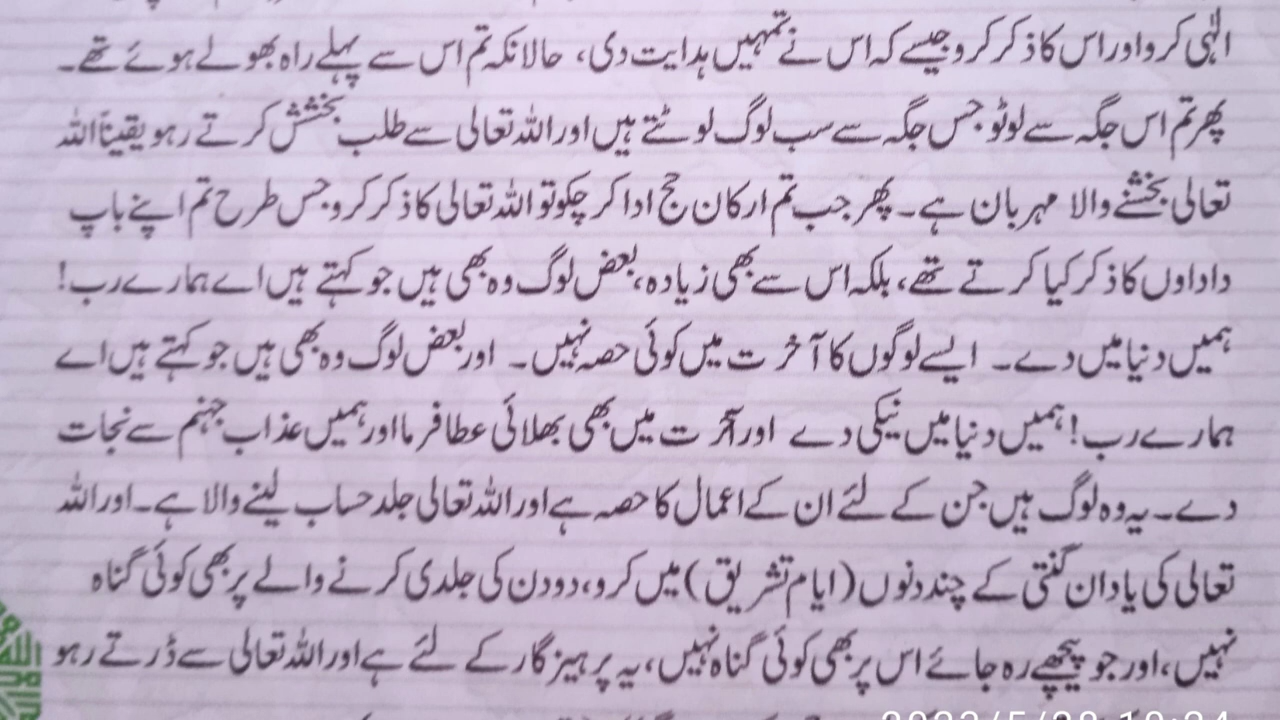 الٰہی کرو اور اس کا ذکر کرو جیسے کہ اس نے تمہیں ہدایت دی، حالانکہ تم اس سے پہلے راہ بھولے ہوئے تھے۔
پھر تم اس جگہ سے لوٹو جس جگہ سے سب لوگ لوٹتے ہیں اور اللہ تعالی سے طلب بخشش کرتے رہو یقیناً اللہ
تعالی بخشنے والا مہربان ہے۔ پھر جب تم ارکان حج ادا کر چکو تو اللہ تعالی کا ذکر کرو جس طرح تم اپنے باپ
داداوں کا ذکر کیا کرتے تھے، بلکہ اس سے بھی زیادہ، بعض لوگ وہ بھی ہیں جو کہتے ہیں اے ہمارے رب!
ہمیں دنیا میں دے۔ ایسے لوگوں کا آخرت میں کوئی حصہ نہیں۔ اور بعض لوگ وہ بھی ہیں جو کہتے ہیں اے
ہمارے رب! ہمیں دنیا میں نیکی دے اور آخرت میں بھی بھلائی عطا فرما اور ہمیں عذاب جہنم سے نجات
دے۔ یہ وہ لوگ ہیں جن کے لئے ان کے اعمال کا حصہ ہے اور اللہ تعالی جلد حساب لینے والا ہے۔ اور اللہ
تعالی کی یاد ان گنتی کے چند دنوں (ایام تشریق) میں کرو، دو دن کی جلدی کرنے والے پر بھی کوئی گناہ
نہیں، اور جو پیچھے رہ جائے اس پر بھی کوئی گناہ نہیں، یہ پرہیزگار کے لئے ہے اور اللہ تعالی سے ڈرتے رہو